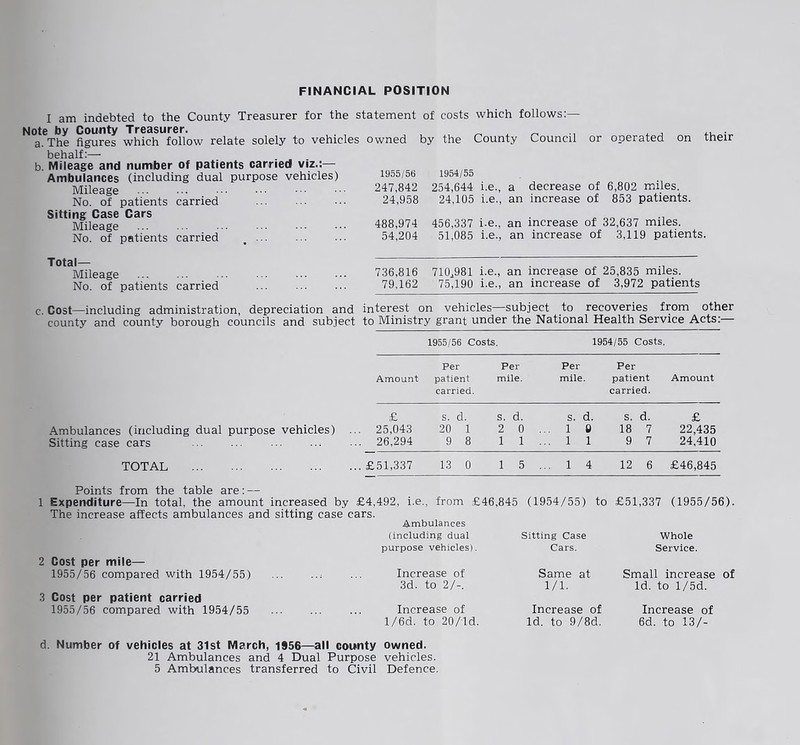 FINANCIAL POSITION
I am indebted to the County Treasurer for the statement of costs which follows:—
Note by County Treasurer.
a. The figures which follow relate solely to vehicles owned by the County Council or operated on their
behalf:—
b. Mileage and number of patients carried viz.:—
Ambulances (including dual purpose vehicles) 1955/56 1954/55
Mileage ... ... ... ... ... ... 247,842 254,644 i.e., a decrease of 6,802 miles.
No. of patients carried ... ... ... 24,958 24,105 i.e., an increase of 853 patients.
Sitting Case Cars
Mileage ... ... ... ... ... ... 488,974 456,337 i.e., an increase of 32,637 miles.
No. of patients carried ... ... ... 54,204 51,085 i.e., an increase of 3,119 patients.
Total—
Mileage ... ... ... ... ... ... 736,816 710,981 i.e., an increase of 25,835 miles.
No. of patients carried ... ... ... 79,162 75,190 i.e., an increase of 3,972 patients
c. Cost—including administration, depreciation and interest on vehicles—subject to recoveries from other
county and county borough councils and subject to Ministry grant under the National Health Service Acts:—
1955/56 Costs. 1954/55 Costs.
Per Per Per Per
Amount patient mile. mile. patient Amount
carried. carried.
£ s. d. s. d. s. d. s. d. £
Ambulances (including dual purpose vehicles) ... 25,043 20 1 2 0 ... 1 9 18 7 22,435
Sitting case cars ... ... ... ... ... 26,294 9 8 1 1 ... 1 1 9 7 24,410
TOTAL ... ... ... ... ... £51,337 13 0 1 5 ... 1 4 12 6 £46,845
Points from the table are:—
1 Expenditure—In total, the amount increased by £4,492, i.e., from £46,845 (1954/55) to £51,337 (1955/56).
The increase affects ambulances and sitting case cars.
Ambulances
(including dual Sitting Case Whole
purpose vehicles). Cars. Service.
2 Cost per mile—
1955/56 compared with 1954/55) ... ... ... Increase of Same at Small increase of
3d. to 2/-. 1/1. 1d. to 1/5d.
3 Cost per patient carried
1955/56 compared with 1954/55 ... ... ... Increase of Increase of Increase of
1/6d. to 20/1d. 1d. to 9/8d. 6d. to 13/-
d. Number of vehicles at 31st March, 1956—all county owned.
21 Ambulances and 4 Dual Purpose vehicles.
5 Ambulances transferred to Civil Defence.